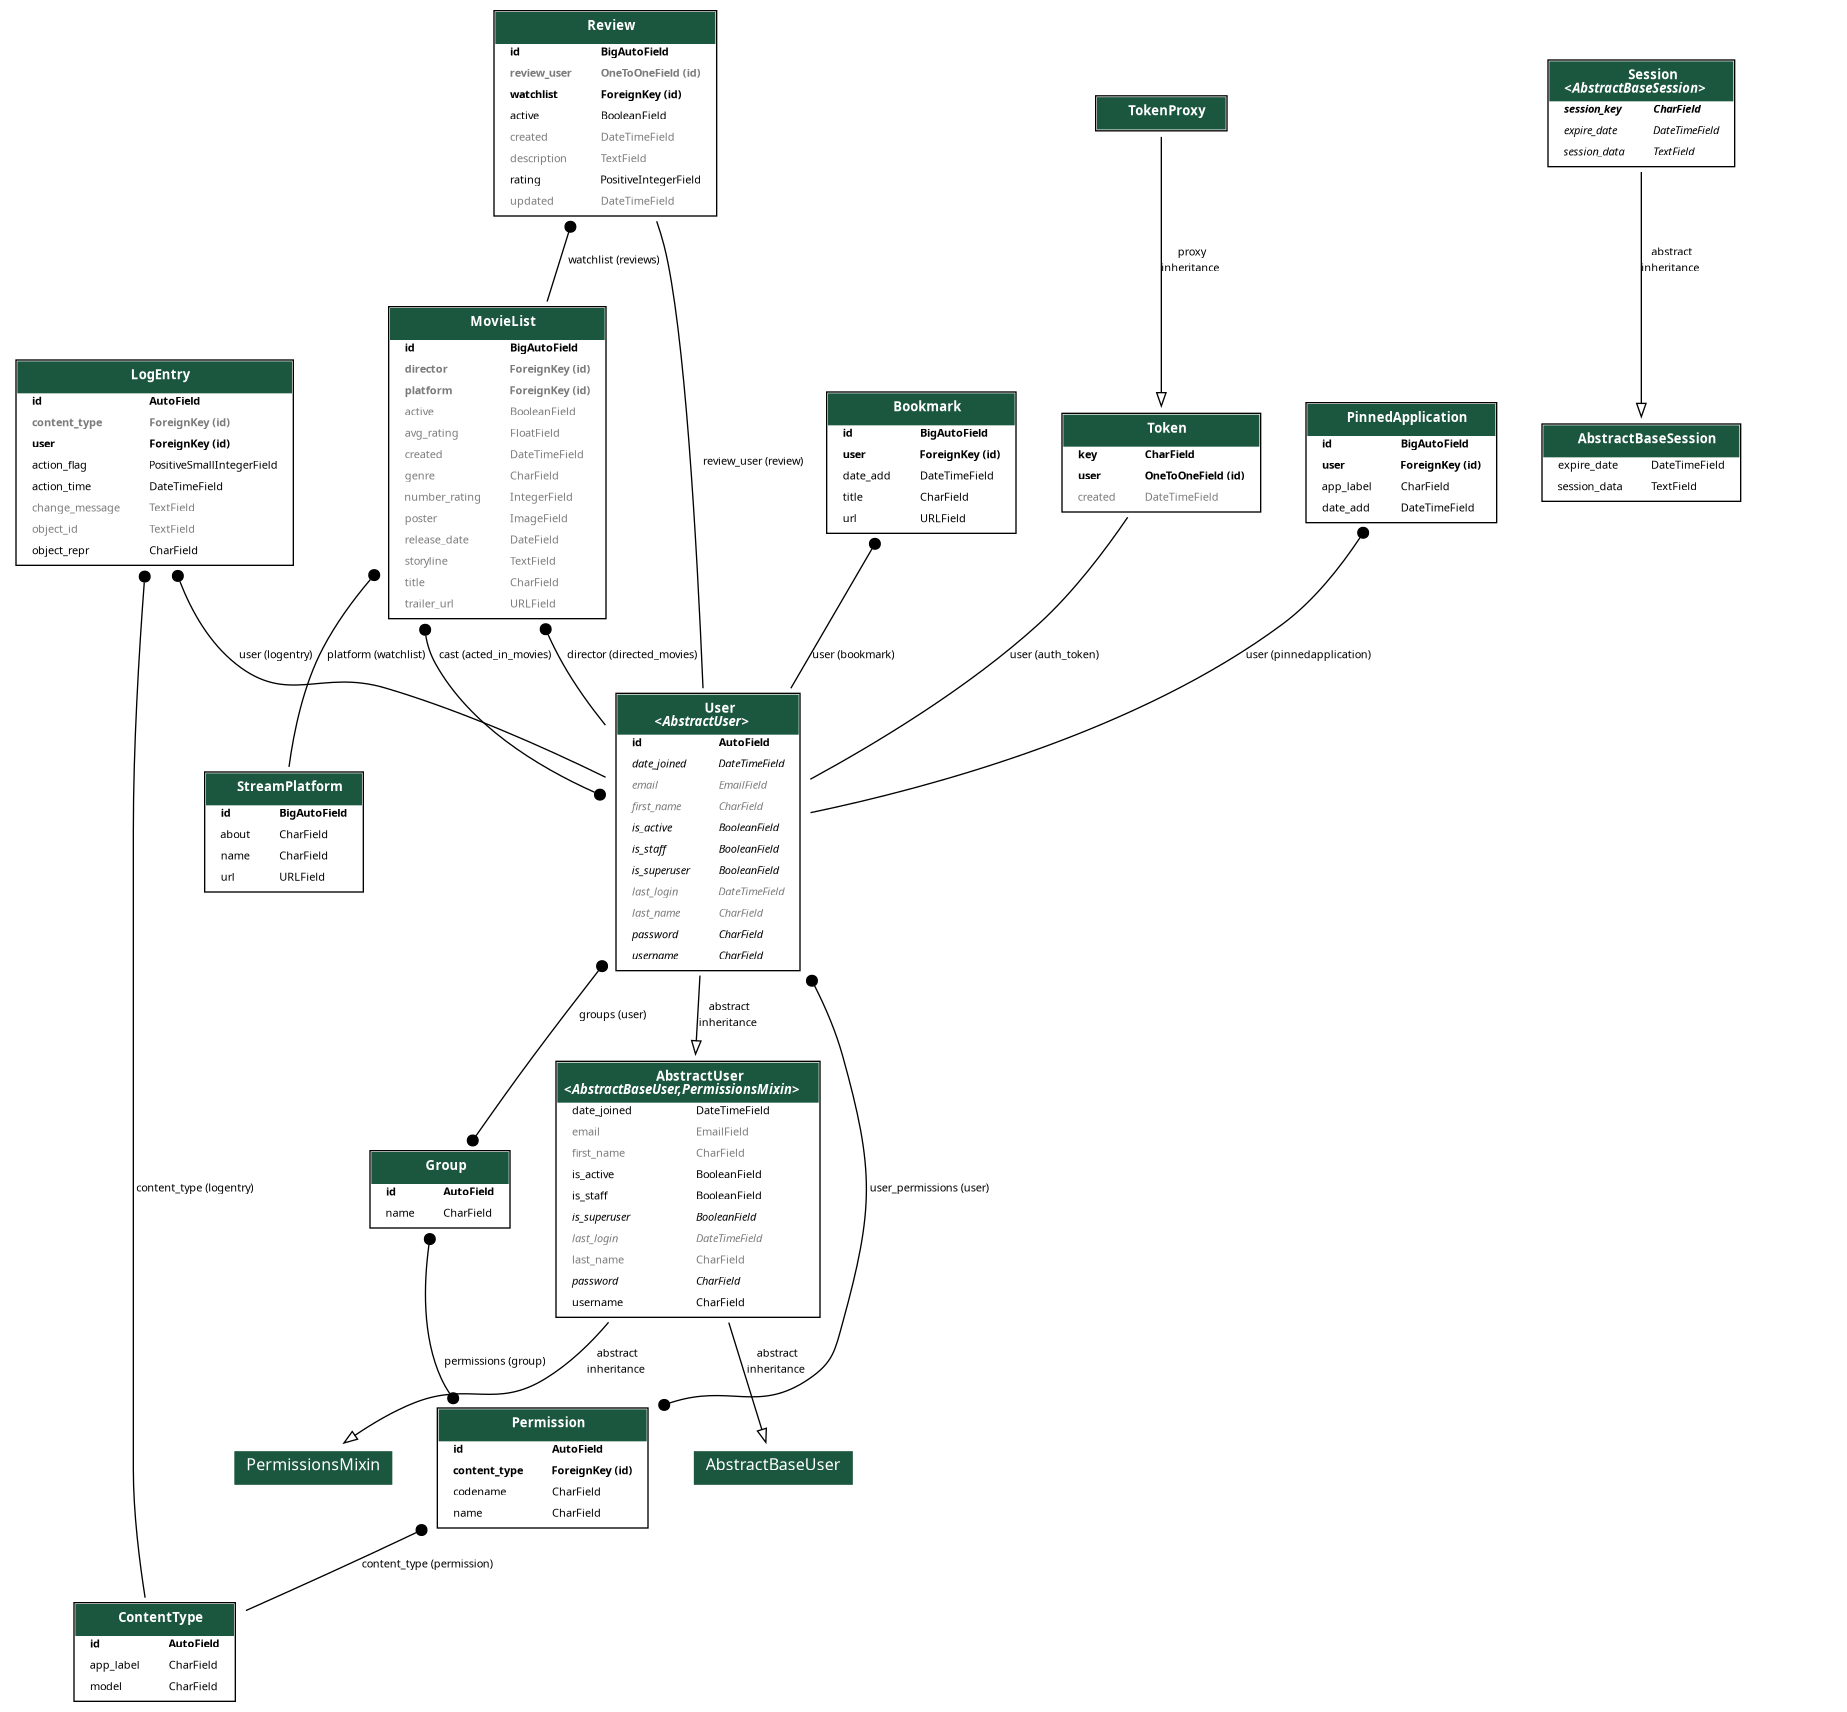 Review
id BigAutoField
review_user OneToOneField (id)
watchlist ForeignKey (id)
active BooleanField
created DateTimeField
description TextField
rating PositiveIntegerField
updated DateTimeField
TokenProxy
Session
<AbstractBaseSession>
session_key CharField
expire_date DateTimeField
session_data TextField
watchlist (reviews)
proxy
inheritance
abstract
inheritance
MovieList
id BigAutoField
director ForeignKey (id)
platform ForeignKey (id)
active BooleanField
avg_rating FloatField
created DateTimeField
genre CharField
number_rating IntegerField
poster ImageField
release_date DateField
storyline TextField
title CharField
trailer_url URLField
LogEntry
id AutoField
content_type ForeignKey (id)
user ForeignKey (id)
action_flag PositiveSmallIntegerField
action_time DateTimeField
change_message TextField
object_id TextField
object_repr CharField
review_user (review)
Bookmark
id BigAutoField
user ForeignKey (id)
date_add DateTimeField
title CharField
url URLField
Token
key CharField
user OneToOneField (id)
created DateTimeField
PinnedApplication
id BigAutoField
user ForeignKey (id)
app_label CharField
date_add DateTimeField
AbstractBaseSession
expire_date DateTimeField
session_data TextField
user (logentry)
platform (watchlist)
cast (acted_in_movies)
director (directed_movies)
user (bookmark)
user (auth_token)
user (pinnedapplication)
User
<AbstractUser>
id AutoField
date_joined DateTimeField
email EmailField
first_name CharField
is_active BooleanField
is_staff BooleanField
is_superuser BooleanField
last_login DateTimeField
last_name CharField
password CharField
username CharField
StreamPlatform
id BigAutoField
about CharField
name CharField
url URLField
groups (user)
abstract
inheritance
AbstractUser
<AbstractBaseUser,PermissionsMixin>
date_joined DateTimeField
email EmailField
first_name CharField
is_active BooleanField
is_staff BooleanField
is_superuser BooleanField
last_login DateTimeField
last_name CharField
password CharField
username CharField
Group
id AutoField
name CharField
content_type (logentry)
user_permissions (user)
permissions (group)
abstract
inheritance
abstract
inheritance
PermissionsMixin
Permission
id AutoField
content_type ForeignKey (id)
codename CharField
name CharField
AbstractBaseUser
content_type (permission)
ContentType
id AutoField
app_label CharField
model CharField